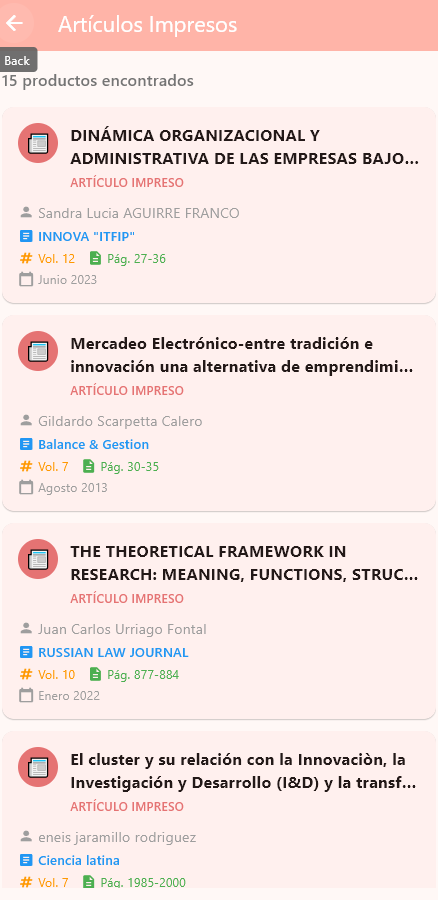 Artículos Impresos
Back
15 productos encontrados
DINÁMICA ORGANIZACIONAL Y
ADMINISTRATIVA DE LAS EMPRESAS BAJO...
ARTÍCULO IMPRESO
Sandra Lucia AGUIRRE FRANCO
INNOVA "ITFIP"
# Vol. 12 Pág. 27-36
Junio 2023
Mercadeo Electrónico-entre tradición e
innovación una alternativa de emprendimi...
ARTÍCULO IMPRESO
Gildardo Scarpetta Calero
Balance & Gestion
# Vol. 7 Pág. 30-35
Agosto 2013
THE THEORETICAL FRAMEWORK IN
RESEARCH: MEANING, FUNCTIONS, STRUC...
ARTÍCULO IMPRESO
Juan Carlos Urriago Fontal
RUSSIAN LAW JOURNAL
# Vol. 10 Pág. 877-884
Enero 2022
El cluster y su relación con la Innovaciòn, la
Investigación y Desarrollo (I&D) y la transf...
ARTÍCULO IMPRESO
eneis jaramillo rodriguez
Ciencia latina
# Vol. 7 Pág. 1985-2000